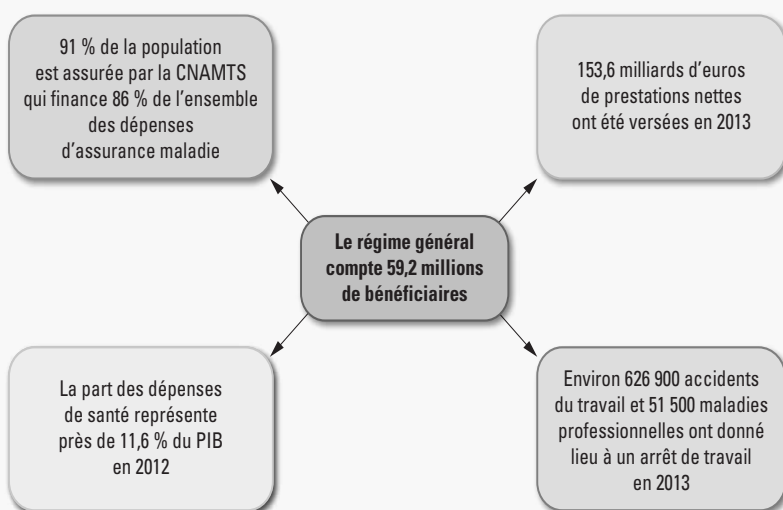 91 % de la population
est assurée par la CNAMTS
qui finance 86 % de l'ensemble
des dépenses
d'assurance maladie
153,6 milliards d'euros
de prestations nettes
ont été versées en 2013
Le régime général
compte 59,2 millions
de bénéficiaires
La part des dépenses
de santé représente
près de 11,6 % du PIB
en 2012
Environ 626 900 accidents
du travail et 51 500 maladies
professionnelles ont donné
lieu à un arrêt de travail
en 2013